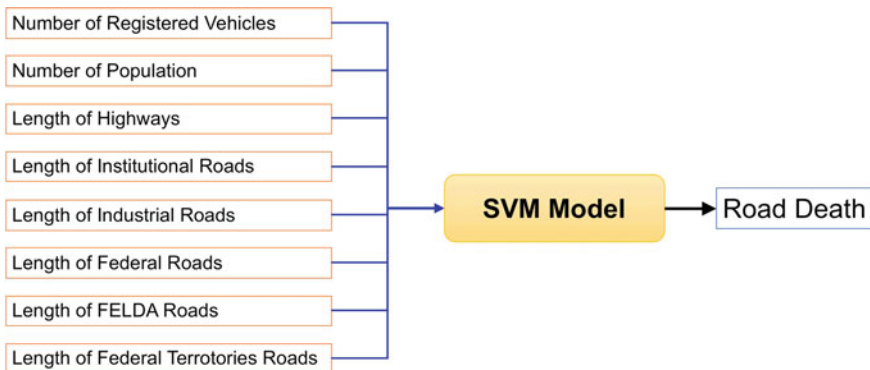 Number of Registered Vehicles
Number of Population
Length of Highways
Length of Institutional Roads
Length of Industrial Roads
Length of Federal Roads
Length of FELDA Roads
Length of Federal Terrotories Roads
SVM Model
Road Death